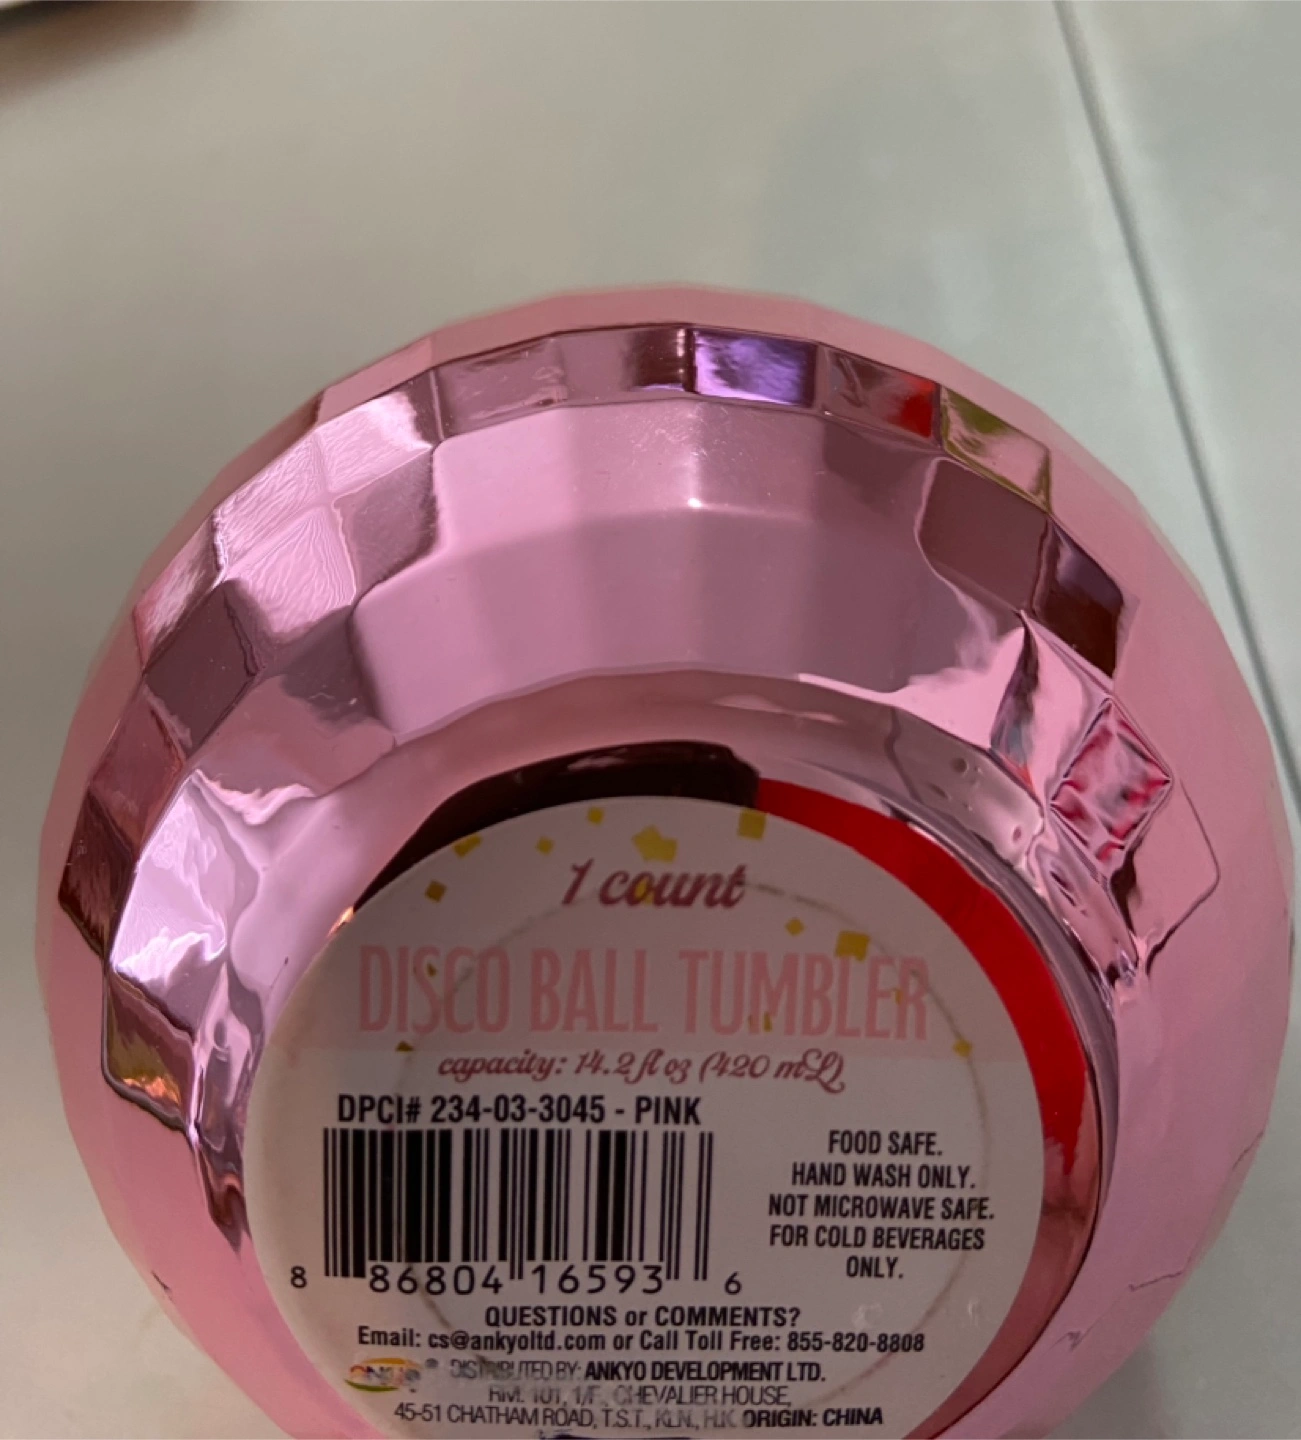 1 count
DISCO BALL TUMBLER
capacity: 14.2 fl oz (420 mL)
DPCI# 234-03-3045 - PINK
FOOD SAFE.
HAND WASH ONLY.
NOT MICROWAVE SAFE.
FOR COLD BEVERAGES
ONLY.
8 86804 16593 6
QUESTIONS or COMMENTS?
Email: cs@ankyoltd.com or Call Toll Free: 855-820-8808
® DISTRIBUTED BY: ANKYO DEVELOPMENT LTD.
RM. 101, 1/F., CHEVALIER HOUSE,
45-51 CHATHAM ROAD, T.S.T., KLN., H.K. ORIGIN: CHINA